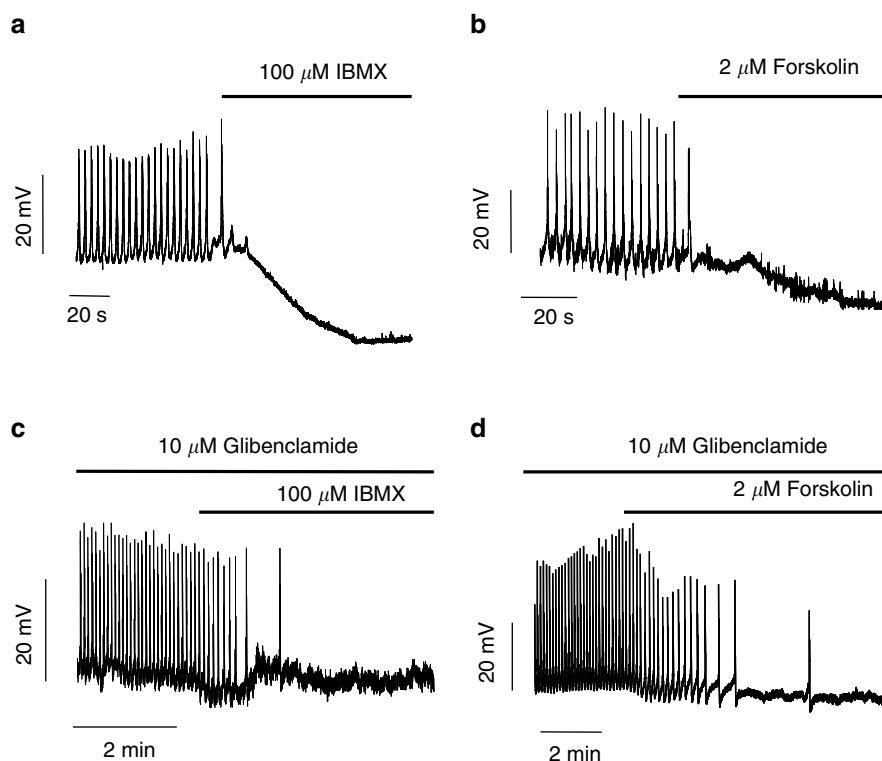 a
100 μM IBMX
20 mV
20 s
b
2 μM Forskolin
20 mV
20 s
c
10 μM Glibenclamide
100 μM IBMX
20 mV
2 min
d
10 μM Glibenclamide
2 μM Forskolin
20 mV
2 min